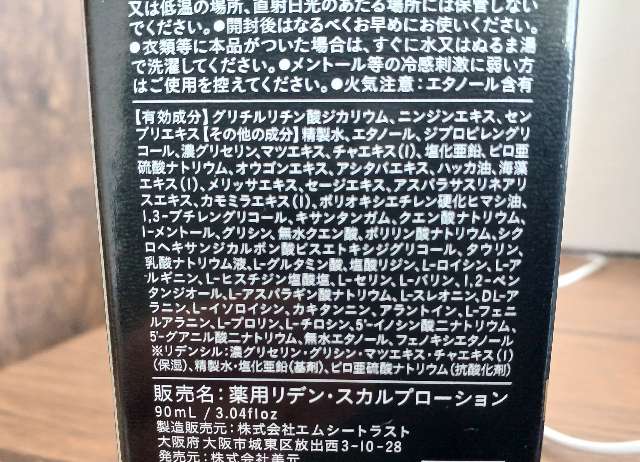 又は低温の場所、直射日光のあたる場所には保管しない
でください。●開封後はなるべくお早めにお使いください。
●衣類等に本品がついた場合は、すぐに水又はぬるま湯
で洗濯してください。●メントール等の冷感刺激に弱い方
はご使用を控えてください。●火気注意：エタノール含有
【有効成分】グリチルリチン酸ジカリウム、ニンジンエキス、セン
ブリエキス【その他の成分】精製水、エタノール、ジプロピレングリ
コール、濃グリセリン、マツエキス、チャエキス(1)、塩化亜鉛、ピロ亜
硫酸ナトリウム、オウゴンエキス、アシタバエキス、ハッカ油、海藻
エキス(1)、メリッサエキス、セージエキス、アスパラサスリネアリ
スエキス、カモミラエキス(1)、ポリオキシエチレン硬化ヒマシ油、
1,3-ブチレングリコール、キサンタンガム、クエン酸ナトリウム、
l-メントール、グリシン、無水クエン酸、ポリリン酸ナトリウム、シク
ロヘキサンジカルボン酸ビスエトキシジグリコール、タウリン、
乳酸ナトリウム液、L-グルタミン酸、塩酸リジン、L-ロイシン、L-ア
ルギニン、L-ヒスチジン塩酸塩、L-セリン、L-バリン、1,2-ペン
タンジオール、L-アスパラギン酸ナトリウム、L-スレオニン、DL-ア
ラニン、L-イソロイシン、カキタンニン、アラントイン、L-フェニ
ルアラニン、L-プロリン、L-チロシン、5'-イノシン酸二ナトリウム、
5'-グアニル酸二ナトリウム、無水エタノール、フェノキシエタノール
※リデンシル：濃グリセリン・グリシン・マツエキス・チャエキス(1)
(保湿)、精製水・塩化亜鉛(基剤)、ピロ亜硫酸ナトリウム(抗酸化剤)
販売名：薬用リデン・スカルプローション
90mL / 3.04floz
製造販売元：株式会社エムシートラスト
大阪府大阪市城東区放出西3-10-28
発売元：株式会社美元